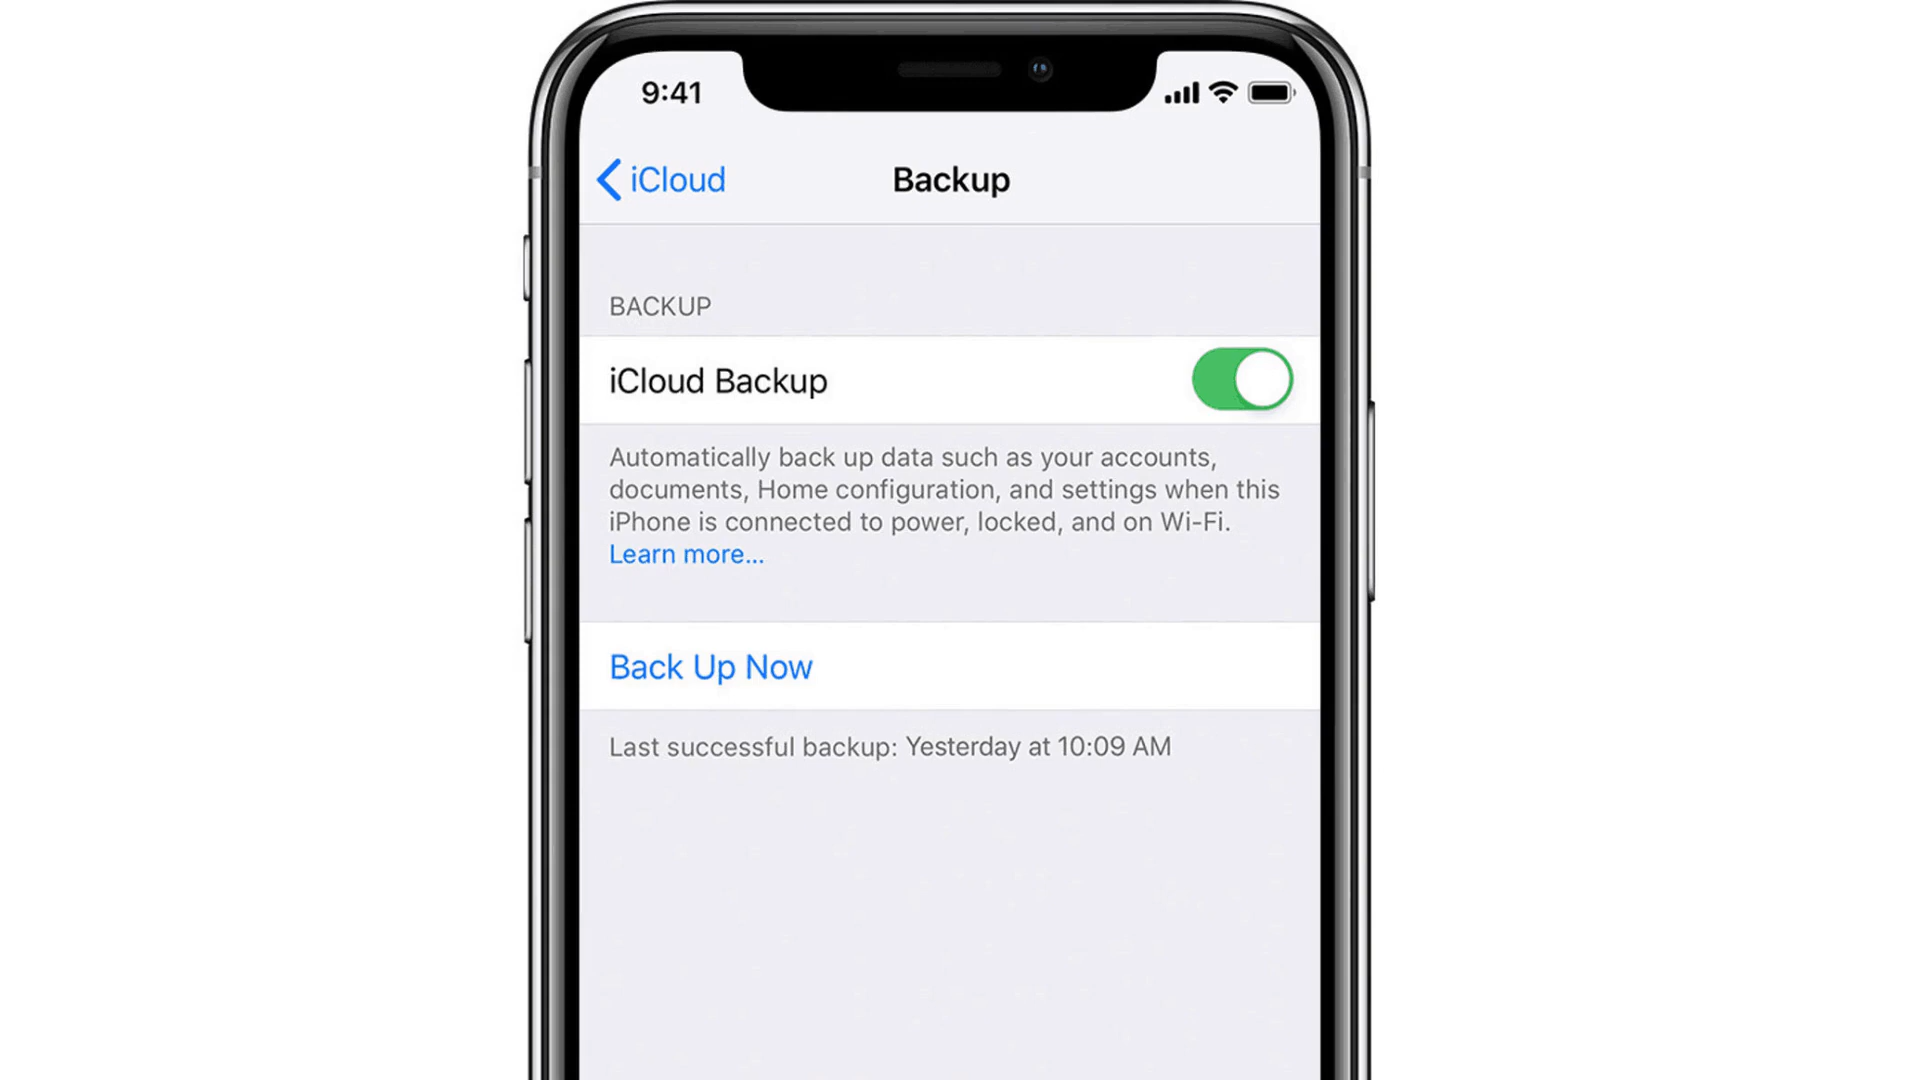 9:41
iCloud
Backup
BACKUP
iCloud Backup
Automatically back up data such as your accounts,
documents, Home configuration, and settings when this
iPhone is connected to power, locked, and on Wi-Fi.
Learn more...
Back Up Now
Last successful backup: Yesterday at 10:09 AM